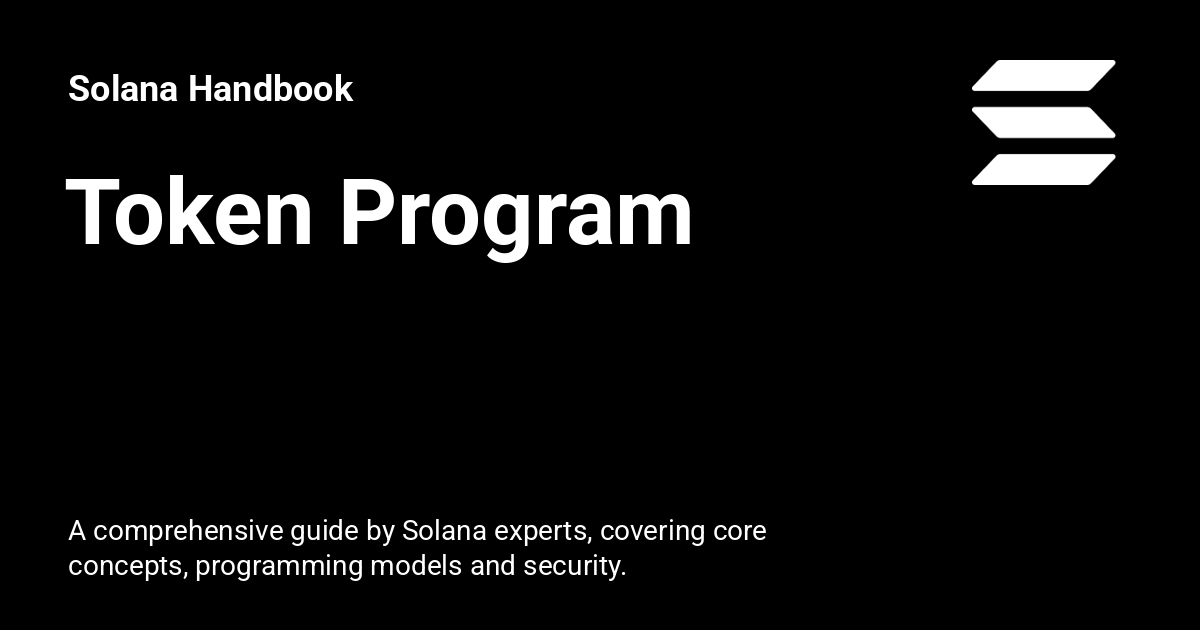 Solana Handbook
Token Program
A comprehensive guide by Solana experts, covering core
concepts, programming models and security.